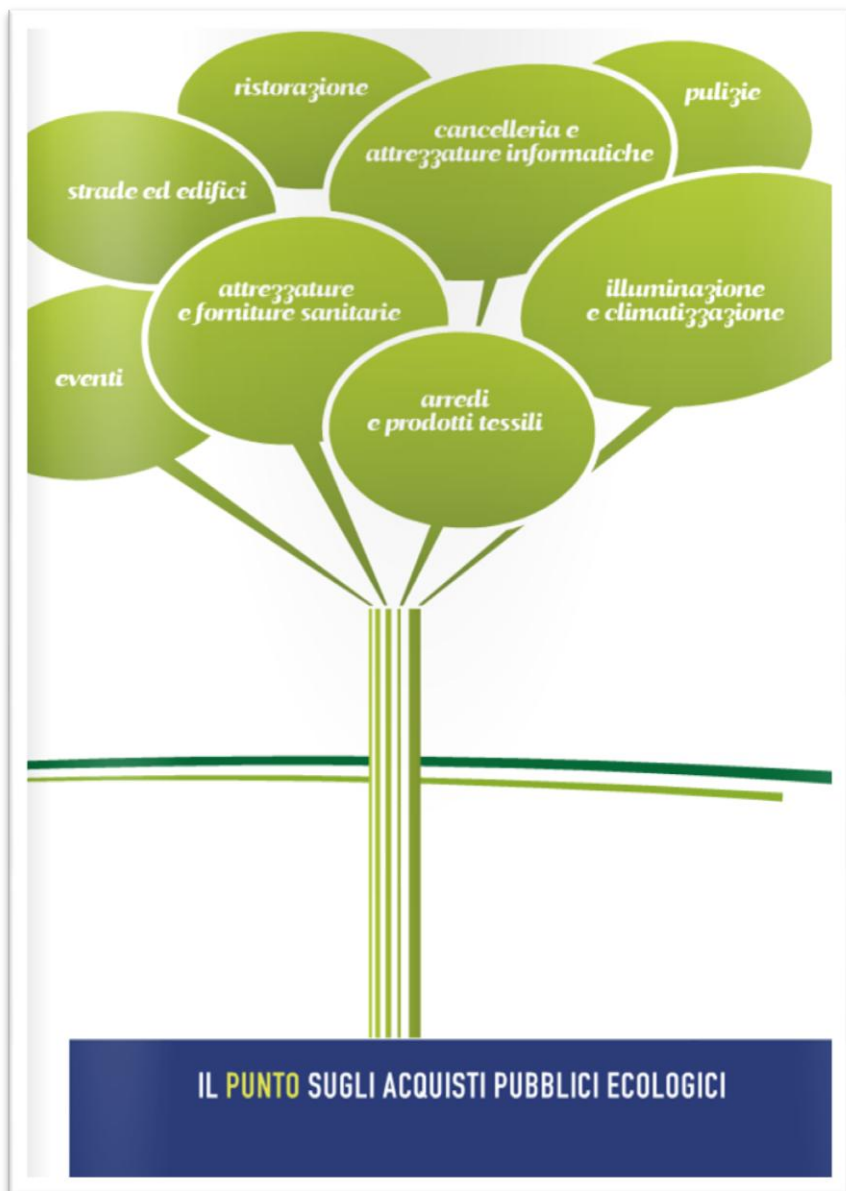 ristorazione
pulizie
cancelleria e
attrezzature informatiche
strade ed edifici
attrezzature
e forniture sanitarie
illuminazione
e climatizzazione
eventi
arredi
e prodotti tessili
IL PUNTO SUGLI ACQUISTI PUBBLICI ECOLOGICI